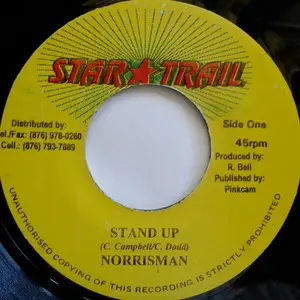 STAR★TRAIL
Distributed by:
el./Fax: (876) 978-0260
Cell.: (876) 793-7889
Side One
45rpm
Produced by:
R. Bell
Published by:
Pinkcam
STAND UP
(C. Campbell/C. Dodd)
NORRISMAN
UNAUTHORISED COPYING OF THIS RECORDING IS STRICTLY PROHIBITED